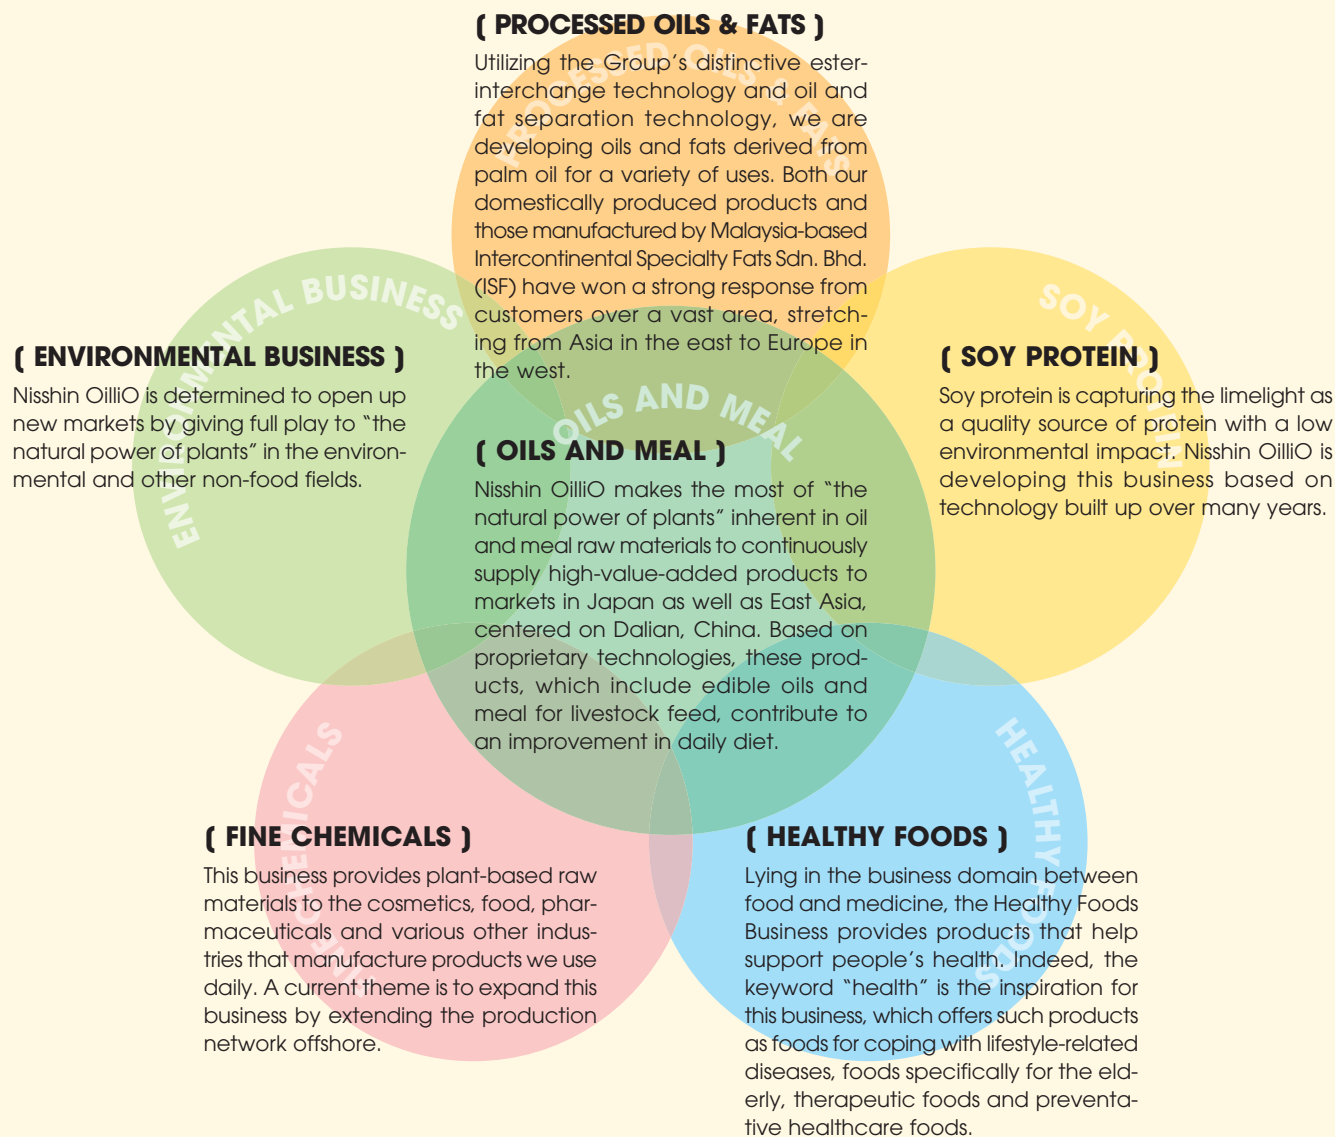 ( PROCESSED OILS & FATS )
PROCESSED OILS & FATS
Utilizing the Group's distinctive ester-
interchange technology and oil and
fat separation technology, we are
developing oils and fats derived from
palm oil for a variety of uses. Both our
domestically produced products and
those manufactured by Malaysia-based
Intercontinental Specialty Fats Sdn. Bhd.
(ISF) have won a strong response from
customers over a vast area, stretch-
ing from Asia in the east to Europe in
the west.
ENVIRONMENTAL BUSINESS
( ENVIRONMENTAL BUSINESS )
Nisshin OilliO is determined to open up
new markets by giving full play to “the
natural power of plants” in the environ-
mental and other non-food fields.
SOY PROTEIN
( SOY PROTEIN )
Soy protein is capturing the limelight as
a quality source of protein with a low
environmental impact. Nisshin OilliO is
developing this business based on
technology built up over many years.
OILS AND MEAL
( OILS AND MEAL )
Nisshin OilliO makes the most of “the
natural power of plants” inherent in oil
and meal raw materials to continuously
supply high-value-added products to
markets in Japan as well as East Asia,
centered on Dalian, China. Based on
proprietary technologies, these prod-
ucts, which include edible oils and
meal for livestock feed, contribute to
an improvement in daily diet.
FINE CHEMICALS
( FINE CHEMICALS )
This business provides plant-based raw
materials to the cosmetics, food, phar-
maceuticals and various other indus-
tries that manufacture products we use
daily. A current theme is to expand this
business by extending the production
network offshore.
HEALTHY FOODS
( HEALTHY FOODS )
Lying in the business domain between
food and medicine, the Healthy Foods
Business provides products that help
support people's health. Indeed, the
keyword “health” is the inspiration for
this business, which offers such products
as foods for coping with lifestyle-related
diseases, foods specifically for the eld-
erly, therapeutic foods and preventa-
tive healthcare foods.